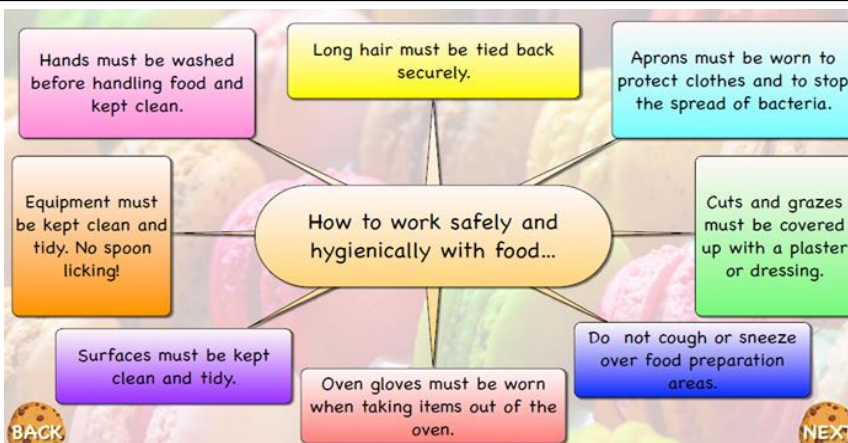 Hands must be washed
before handling food and
kept clean.
Long hair must be tied back
securely.
Aprons must be worn to
protect clothes and to stop
the spread of bacteria.
Equipment must
be kept clean and
tidy. No spoon
licking!
How to work safely and
hygienically with food...
Cuts and grazes
must be covered
up with a plaster
or dressing.
Surfaces must be kept
clean and tidy.
Oven gloves must be worn
when taking items out of the
oven.
Do not cough or sneeze
over food preparation
areas.
BACK
NEXT